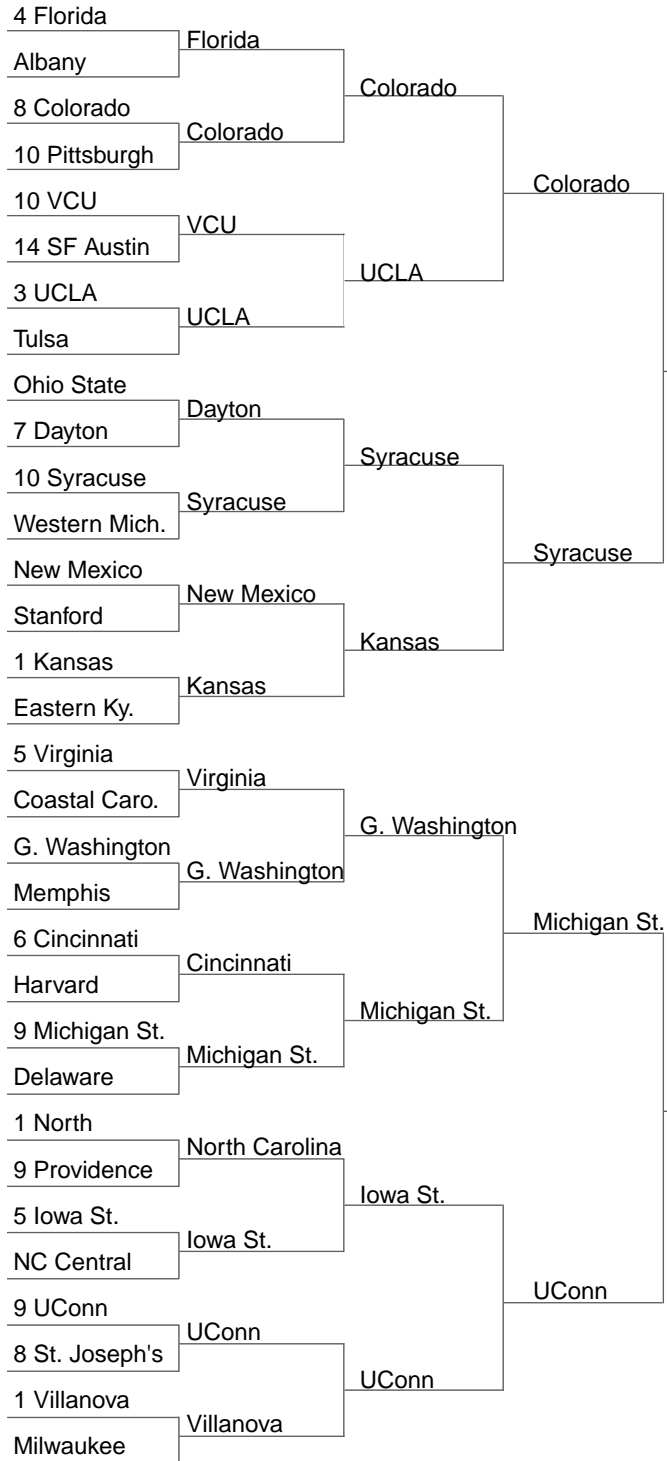 4 Florida
Albany
8 Colorado
10 Pittsburgh
10 VCU
14 SF Austin
3 UCLA
Tulsa
Ohio State
7 Dayton
10 Syracuse
Western Mich.
New Mexico
Stanford
1 Kansas
Eastern Ky.
5 Virginia
Coastal Caro.
G. Washington
Memphis
6 Cincinnati
Harvard
9 Michigan St.
Delaware
1 North
9 Providence
5 Iowa St.
NC Central
9 UConn
8 St. Joseph's
1 Villanova
Milwaukee
Florida
Colorado
VCU
UCLA
Dayton
Syracuse
New Mexico
Kansas
Virginia
G. Washington
Cincinnati
Michigan St.
North Carolina
Iowa St.
UConn
Villanova
Colorado
UCLA
Syracuse
Kansas
G. Washington
Michigan St.
Iowa St.
UConn
Colorado
Syracuse
Michigan St.
UConn